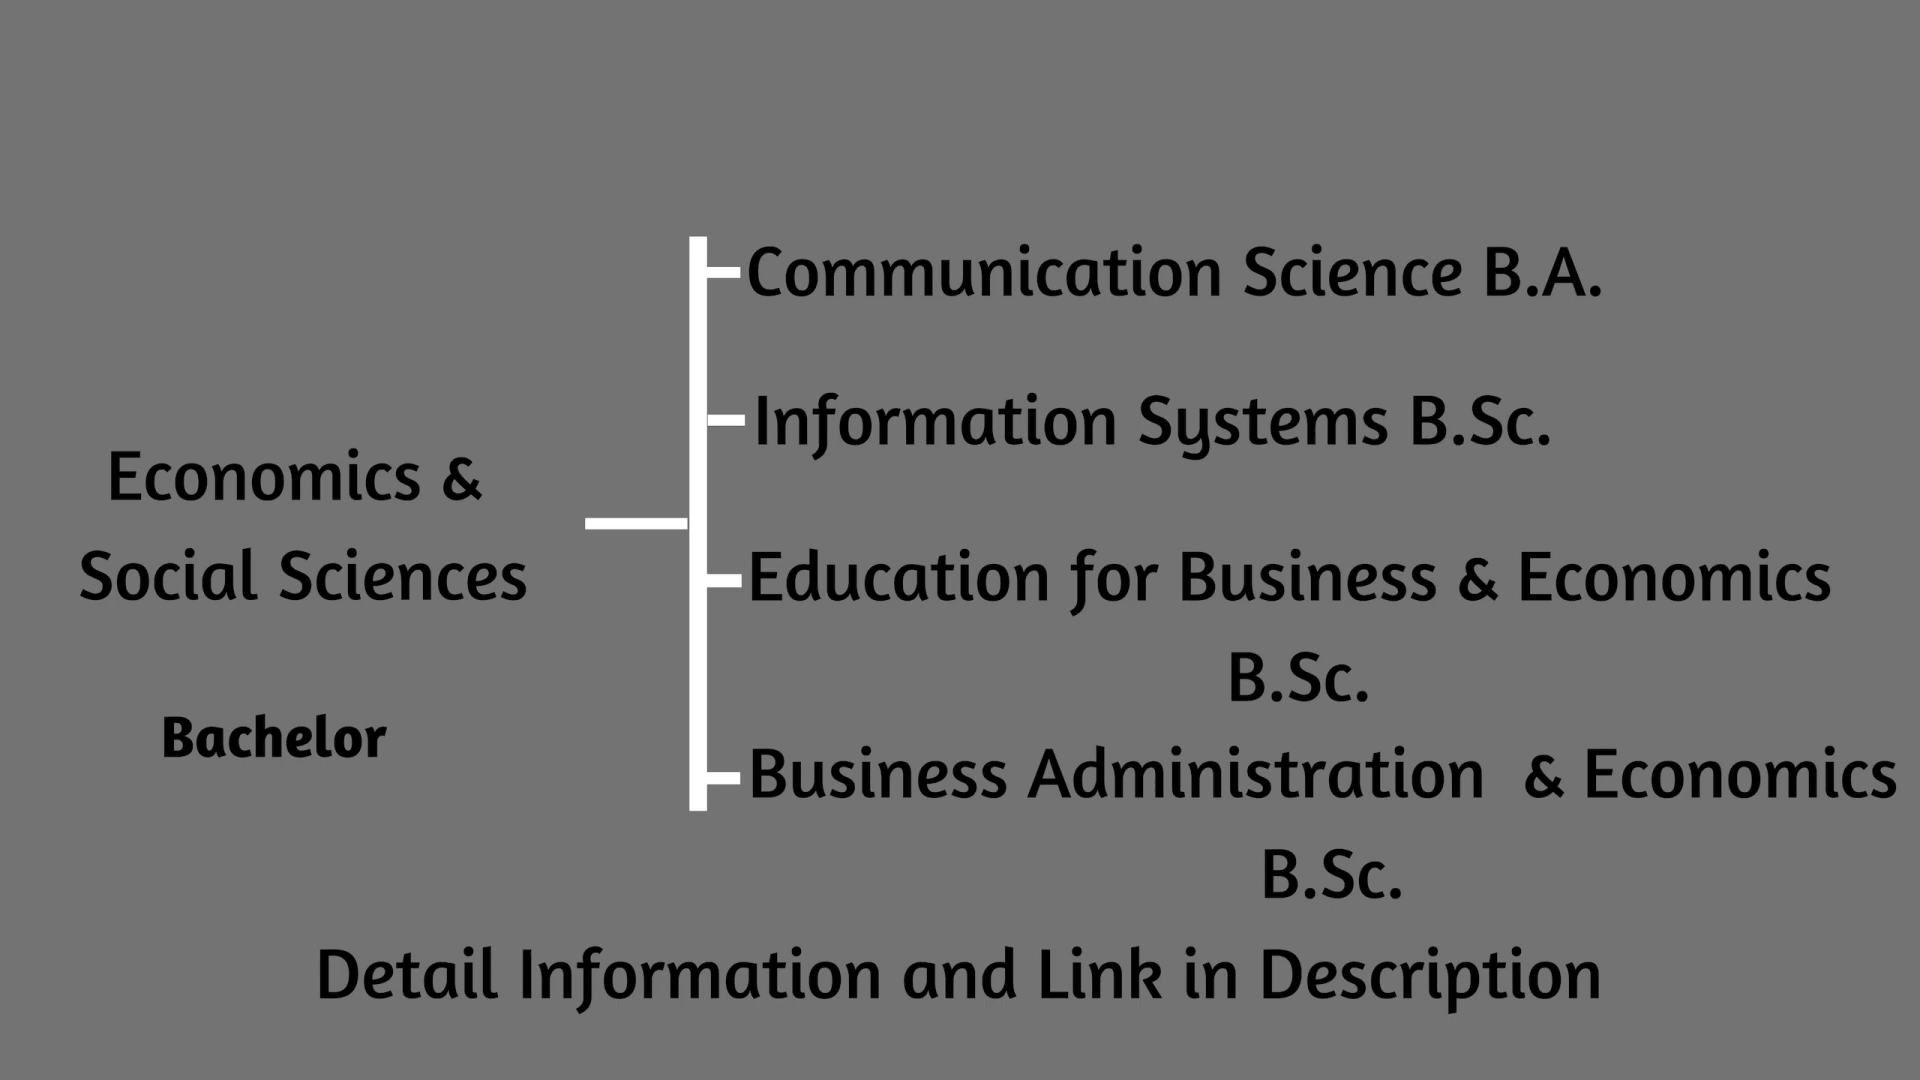 Economics &
Social Sciences
Bachelor
Communication Science B.A.
Information Systems B.Sc.
Education for Business & Economics
B.Sc.
Business Administration  & Economics
B.Sc.
Detail Information and Link in Description